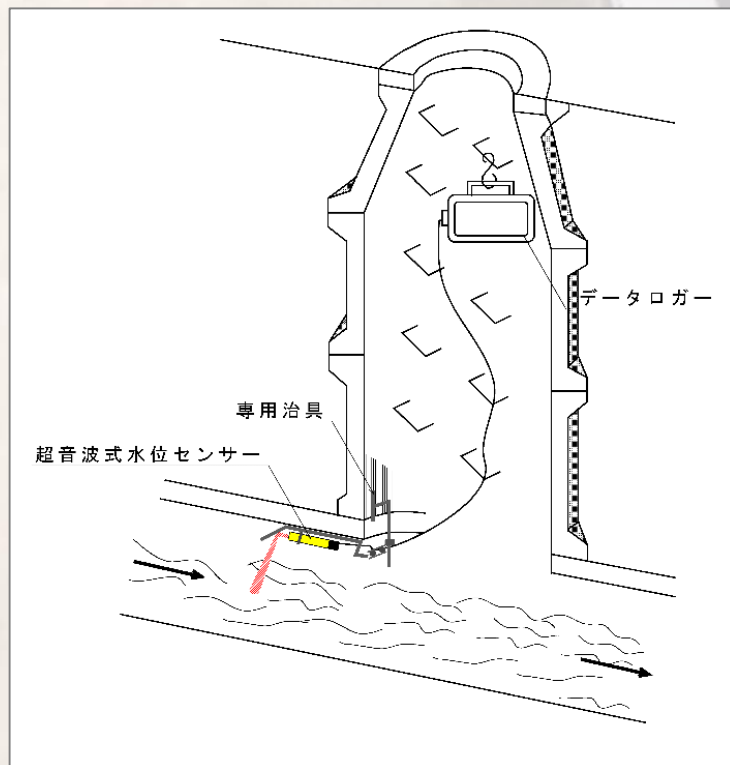 データロガー
専用治具
超音波式水位センサー